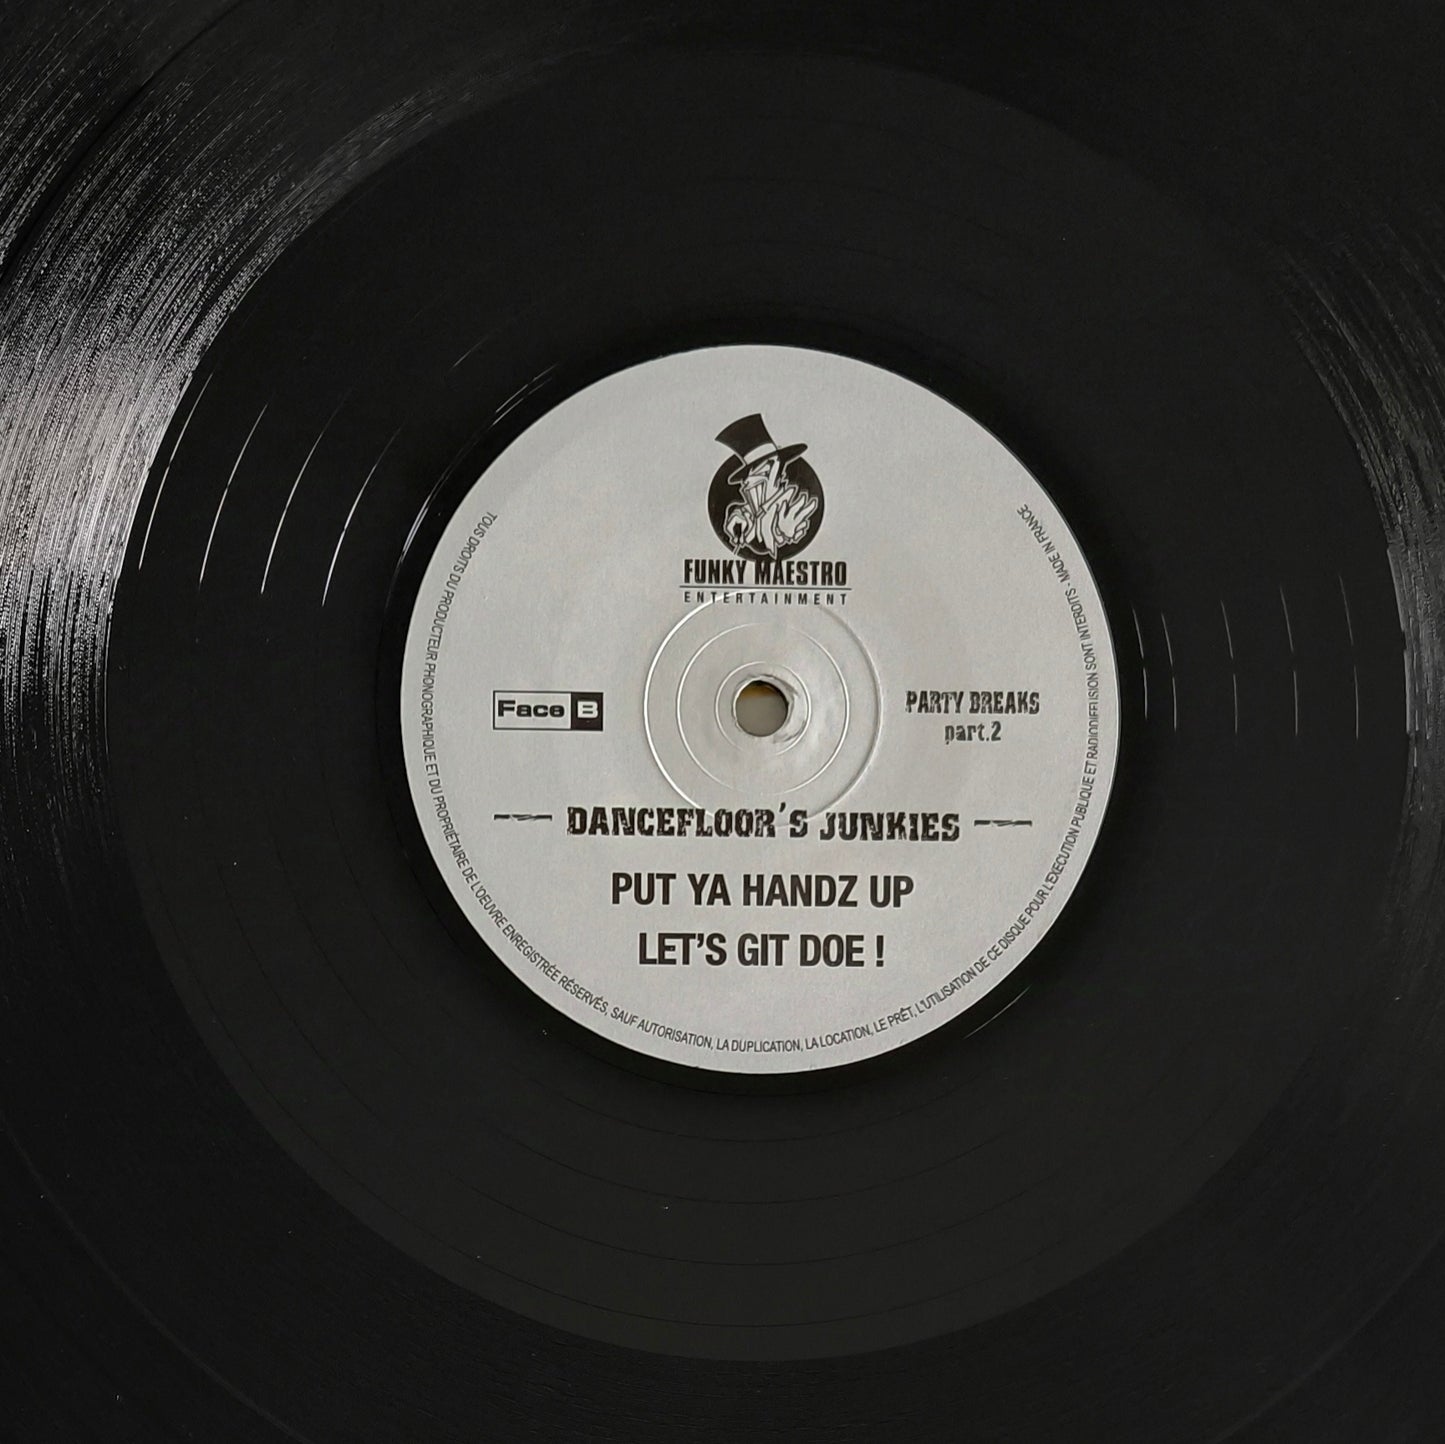 FUNKY MAESTRO
ENTERTAINMENT
Face B
PARTY BREAKS
part.2
DANCEFLOOR'S JUNKIES
PUT YA HANDZ UP
LET'S GIT DOE !
TOUS DROITS DU PRODUCTEUR PHONOGRAPHIQUE ET DU PROPRIÉTAIRE DE L'OEUVRE ENREGISTRÉE RÉSERVÉS, SAUF AUTORISATION, LA DUPLICATION, LA LOCATION, LE PRÊT, L'UTILISATION DE CE DISQUE POUR L'EXECUTION PUBLIQUE ET RADIODIFFUSION SONT INTERDITS - MADE IN FRANCE